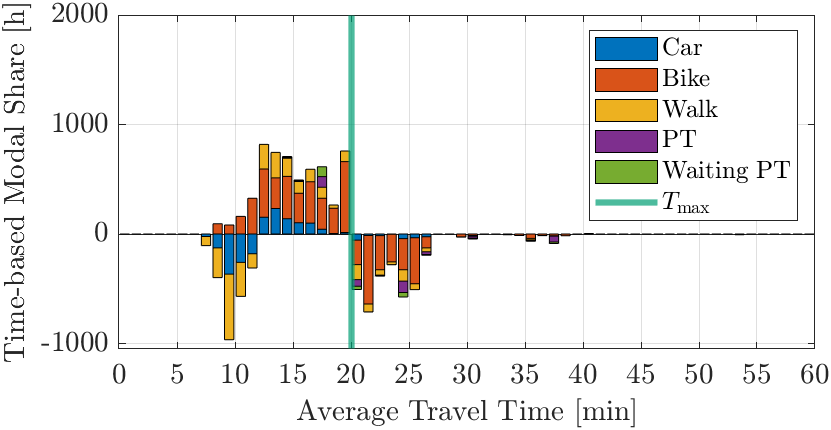 Time-based Modal Share [h]
2000
1000
0
-1000
Car
Bike
Walk
PT
Waiting PT
Tmax
0 5 10 15 20 25 30 35 40 45 50 55 60
Average Travel Time [min]